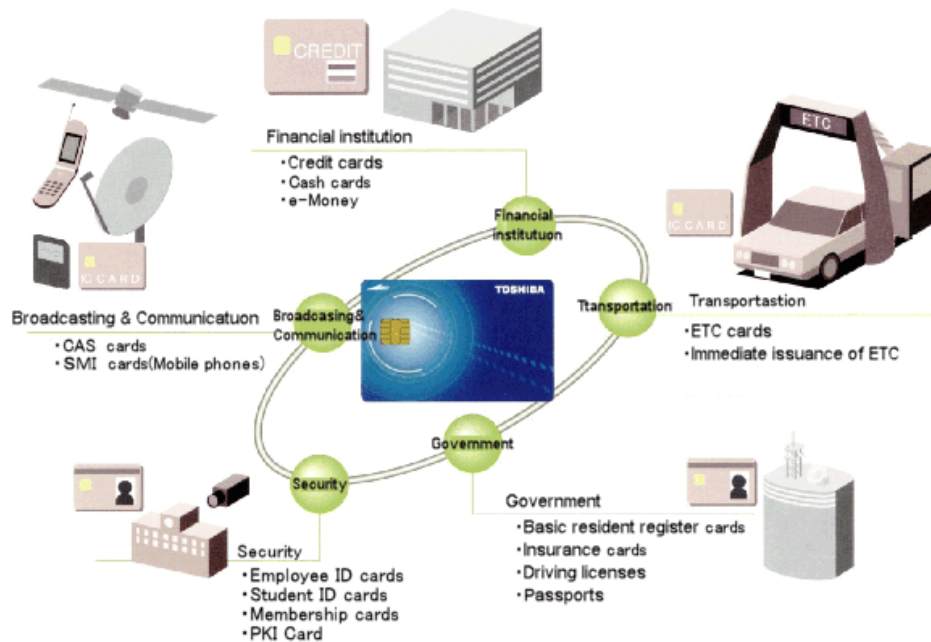 CREDIT
Financial institution
・Credit cards
・Cash cards
・e-Money
ETC
IC CARD
IC CARD
Financial
institutuon
Broadcasting & Communicatuon
・CAS cards
・SMI cards(Mobile phones)
Broadcasing&
Communication
TOSHIBA
Ttansportation
Transportastion
・ETC cards
・Immediate issuance of ETC
Government
Security
Government
・Basic resident register cards
・Insurance cards
・Driving licenses
・Passports
Security
・Employee ID cards
・Student ID cards
・Membership cards
・PKI Card